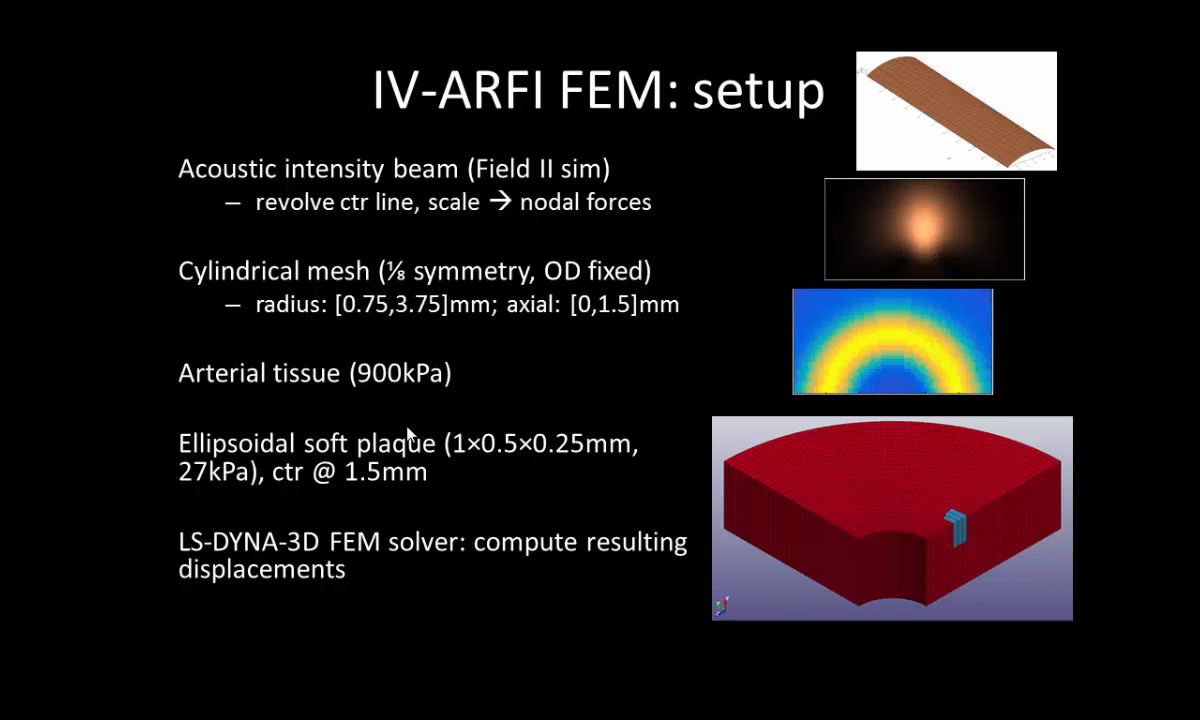 IV-ARFI FEM: setup
Acoustic intensity beam (Field II sim)
– revolve ctr line, scale → nodal forces
Cylindrical mesh (⅛ symmetry, OD fixed)
– radius: [0.75,3.75]mm; axial: [0,1.5]mm
Arterial tissue (900kPa)
Ellipsoidal soft plaque (1×0.5×0.25mm,
27kPa), ctr @ 1.5mm
LS-DYNA-3D FEM solver: compute resulting
displacements